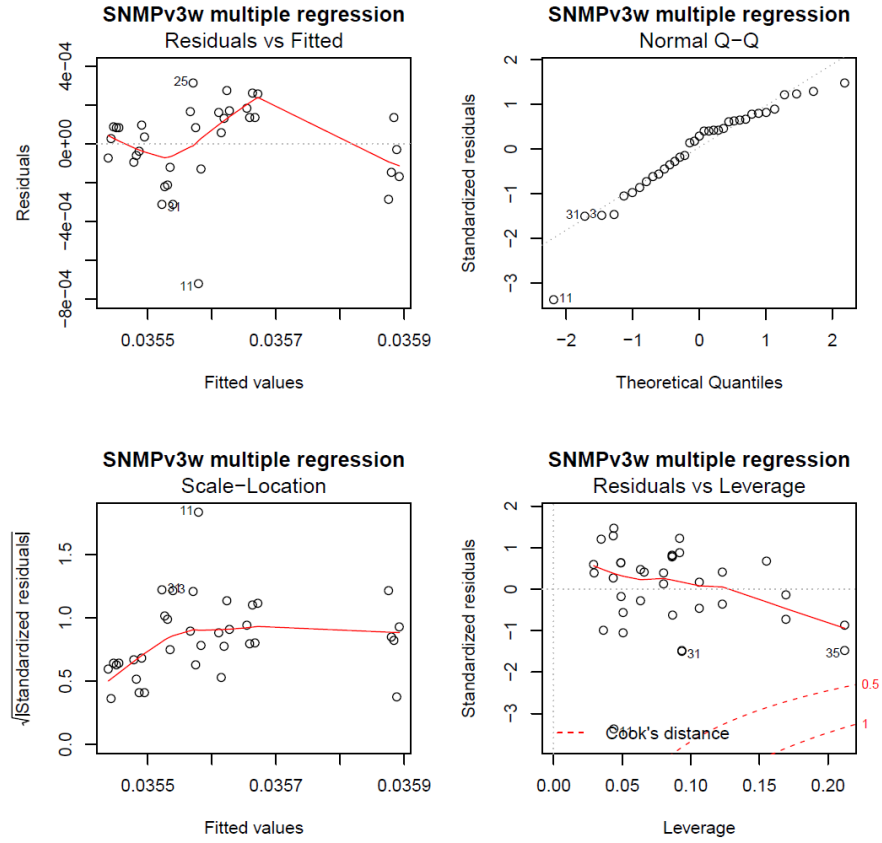 SNMPv3w multiple regression
Residuals vs Fitted
Residuals
4e−04
0e+00
−4e−04
−8e−04
25
31
11
0.0355
0.0357
0.0359
Fitted values
SNMPv3w multiple regression
Normal Q−Q
Standardized residuals
2
1
0
−1
−2
−3
31
3
11
−2
−1
0
1
2
Theoretical Quantiles
SNMPv3w multiple regression
Scale−Location
√|Standardized residuals|
1.5
1.0
0.5
0.0
11
31
3
0.0355
0.0357
0.0359
Fitted values
SNMPv3w multiple regression
Residuals vs Leverage
Standardized residuals
2
1
0
−1
−2
−3
31
35
0.5
1
Cook's distance
0.00
0.05
0.10
0.15
0.20
Leverage